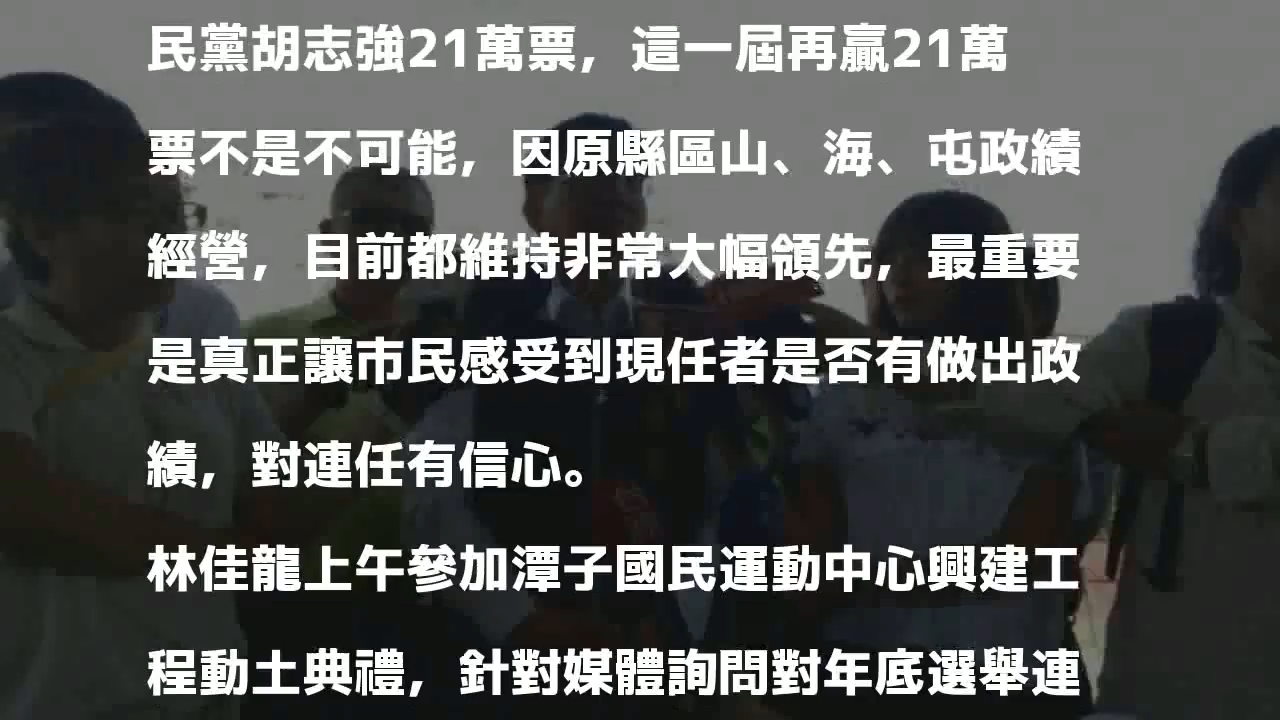 民黨胡志強21萬票，這一屆再贏21萬
票不是不可能，因原縣區山、海、屯政績
經營，目前都維持非常大幅領先，最重要
是真正讓市民感受到現任者是否有做出政
績，對連任有信心。
林佳龍上午參加潭子國民運動中心興建工
程動土典禮，針對媒體詢問對年底選舉連